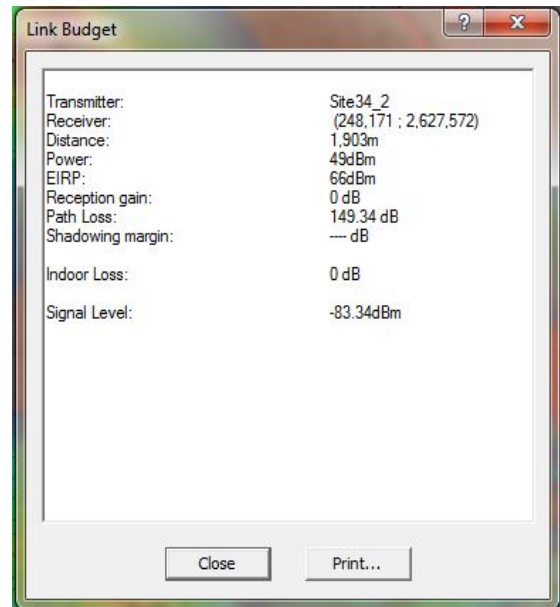 Link Budget
Transmitter: Site34_2
Receiver: (248,171 ; 2,627,572)
Distance: 1,903m
Power: 49dBm
EIRP: 66dBm
Reception gain: 0 dB
Path Loss: 149.34 dB
Shadowing margin: ---- dB
Indoor Loss: 0 dB
Signal Level: -83.34dBm
Close Print...